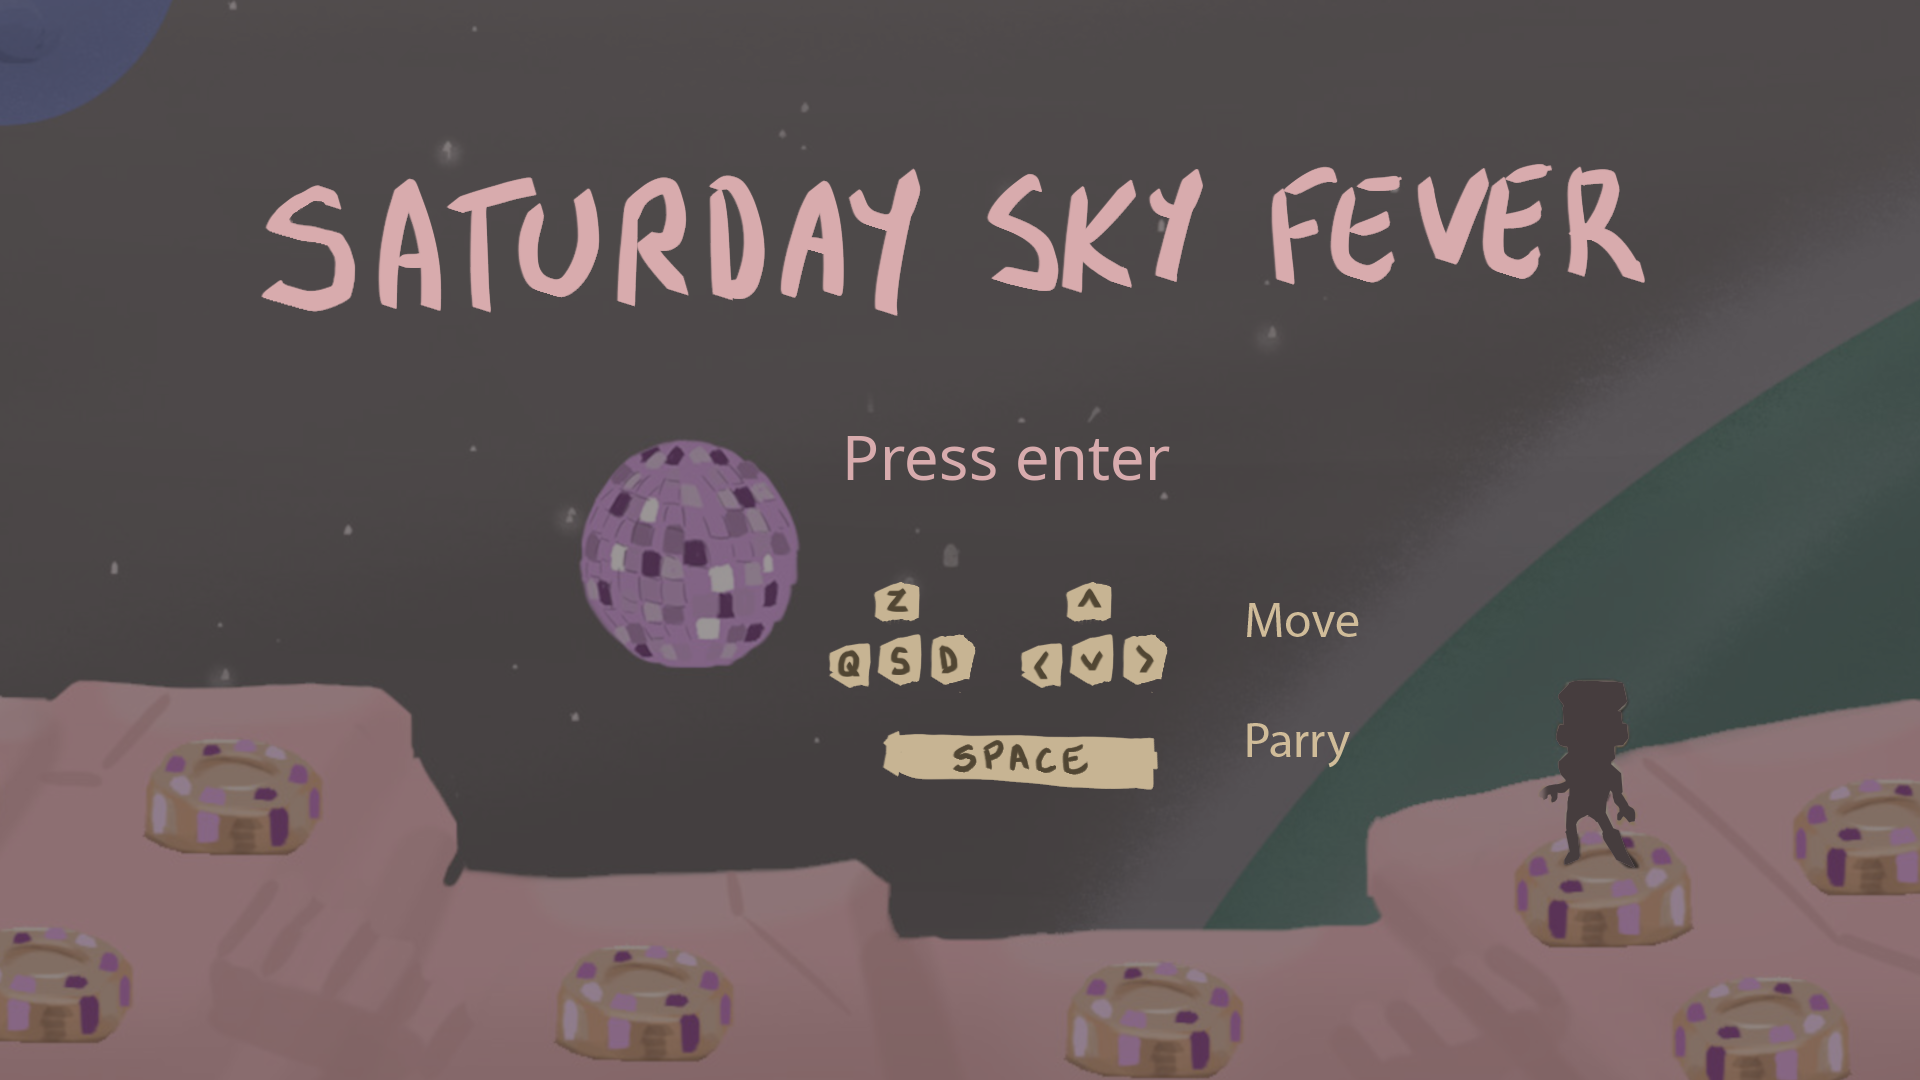 SATURDAY SKY FEVER
Press enter
Z ^
Q S D < v > Move
SPACE Parry